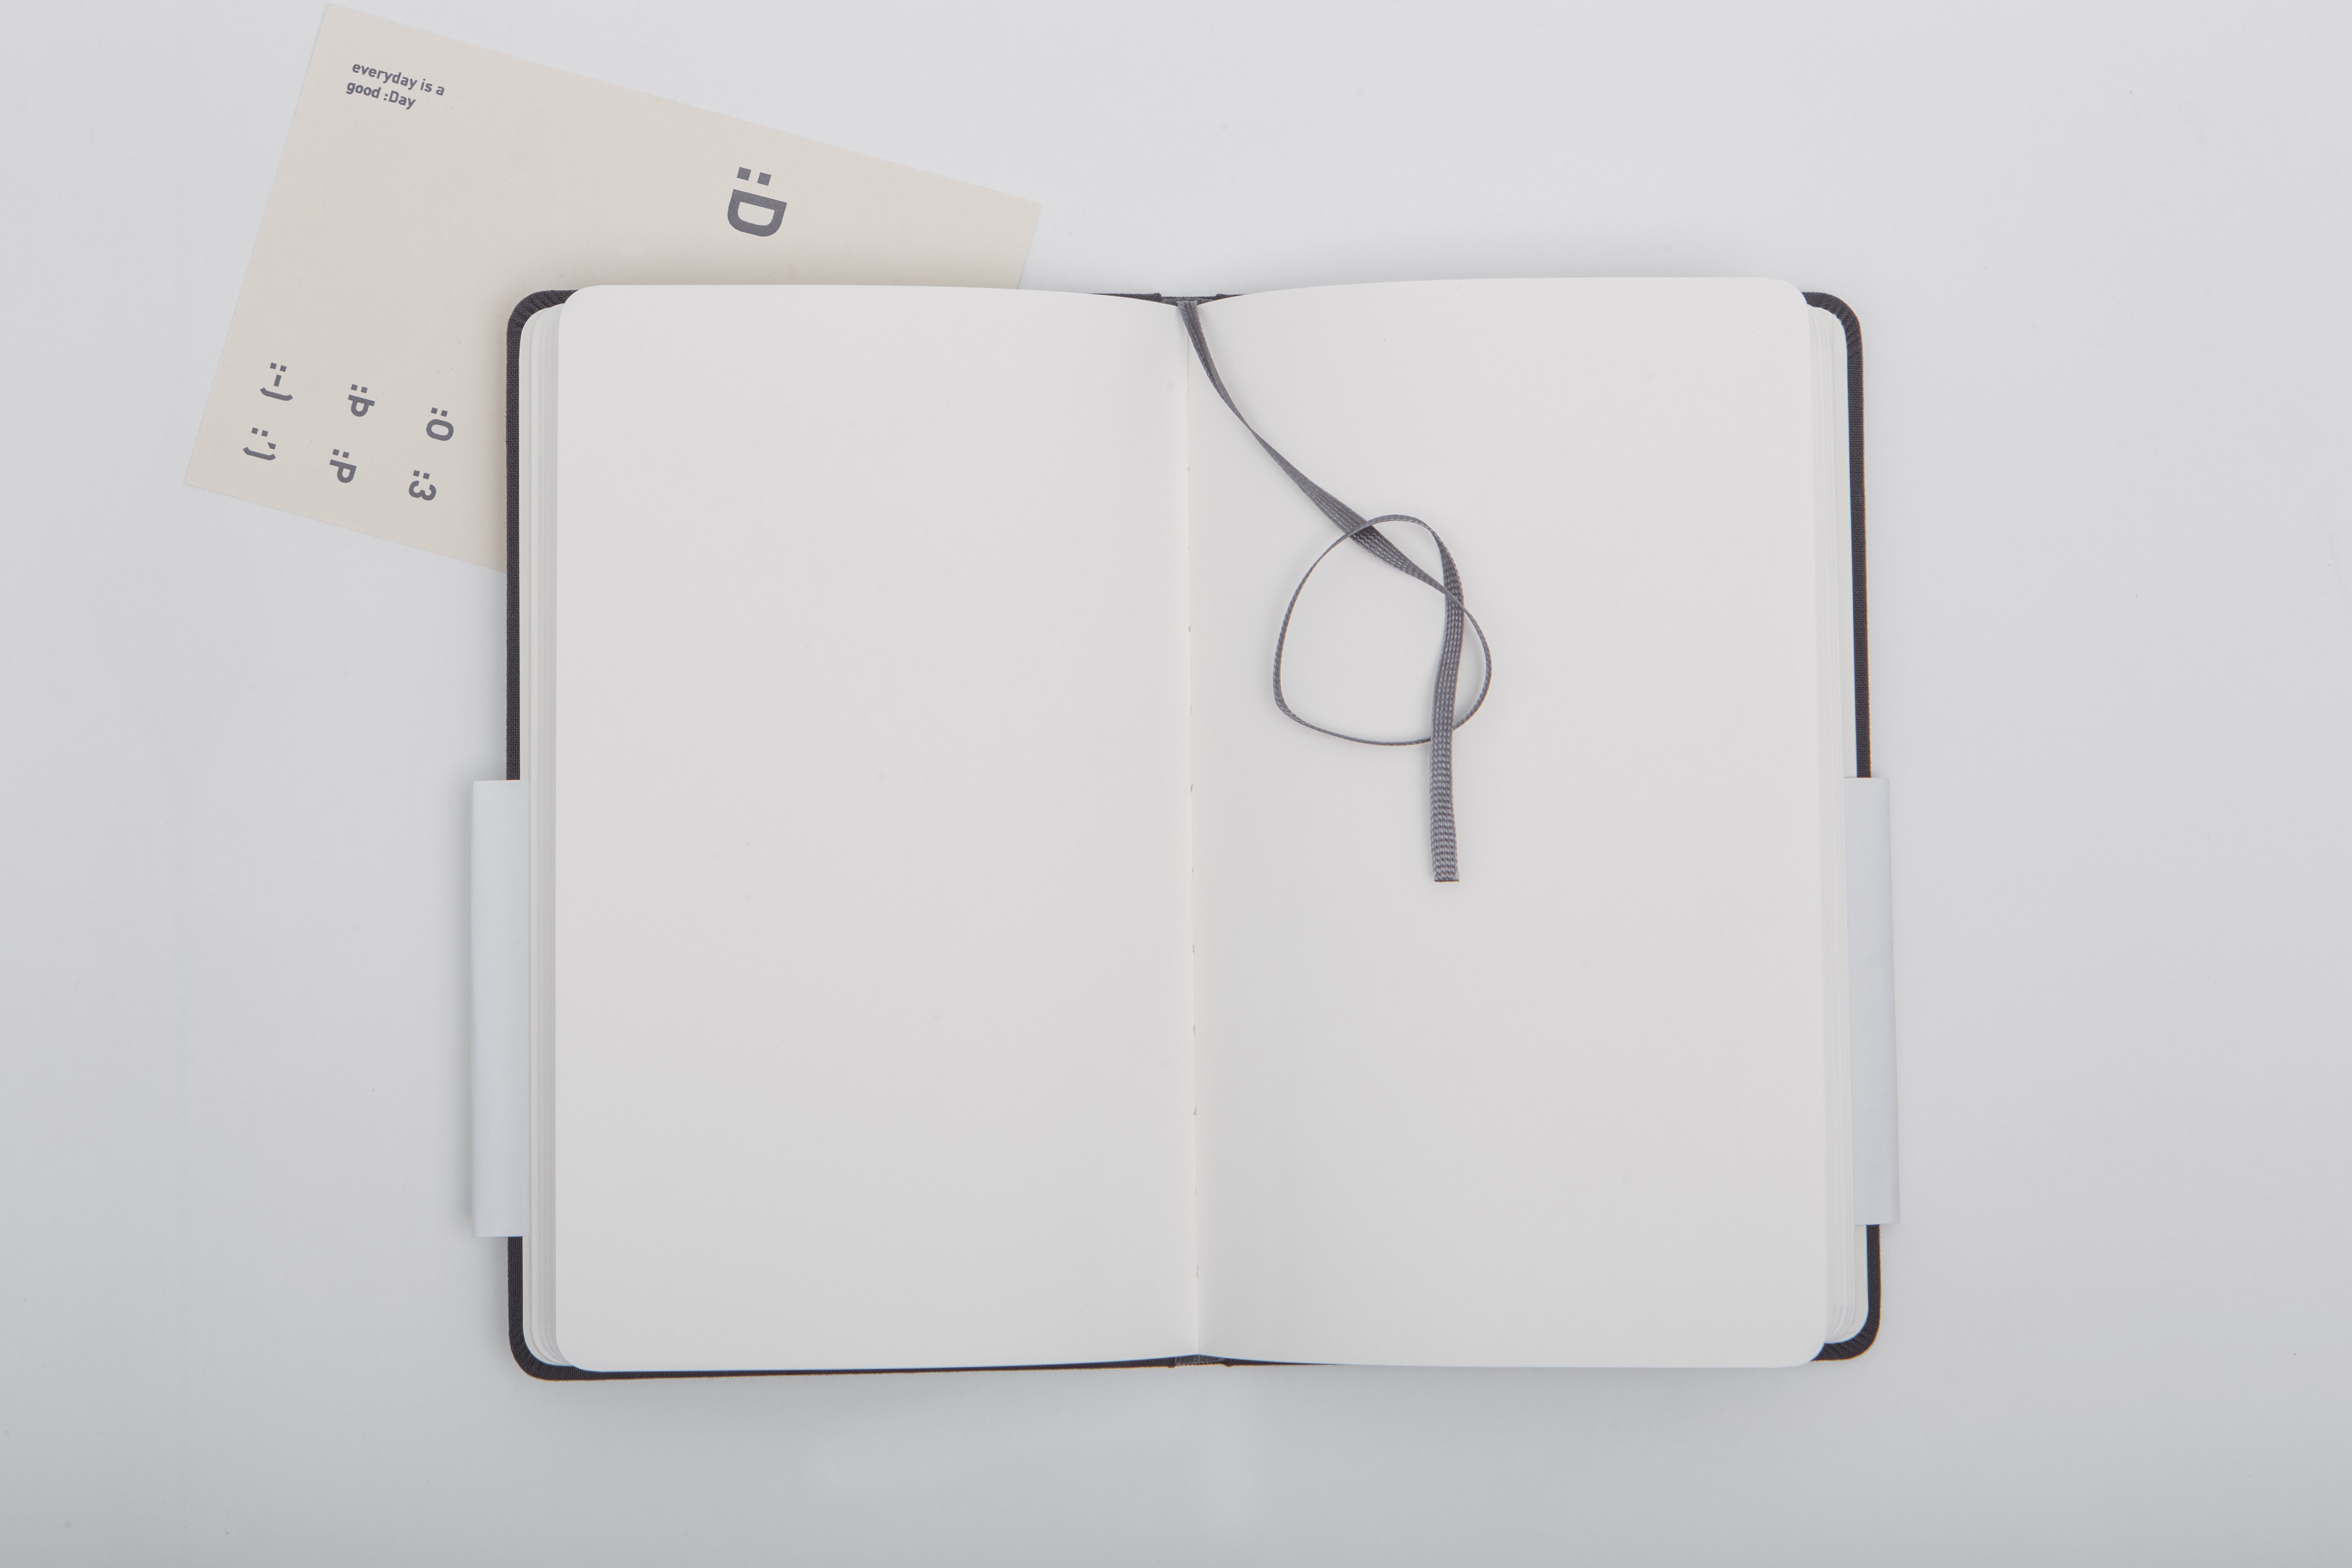 everyday is a
good :Day
:D
:-) :þ :O
:') :P :3